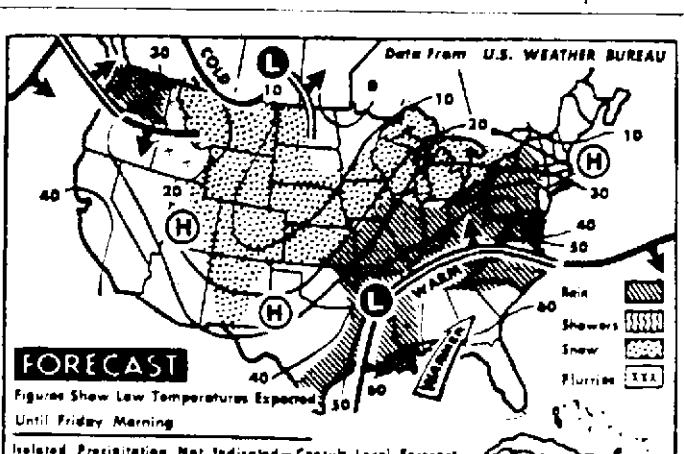 Data From U.S. WEATHER BUREAU
30
COLD
L
10
10
20
10
H
30
40
20
H
40
50
WARM
L
H
60
WARMER
Rain
Showers
Snow
Flurries
FORECAST
40
50
60
Figures Show Low Temperatures Expected
Until Friday Morning
Isolated Precipitation Not Indicated—Consult Local Forecast